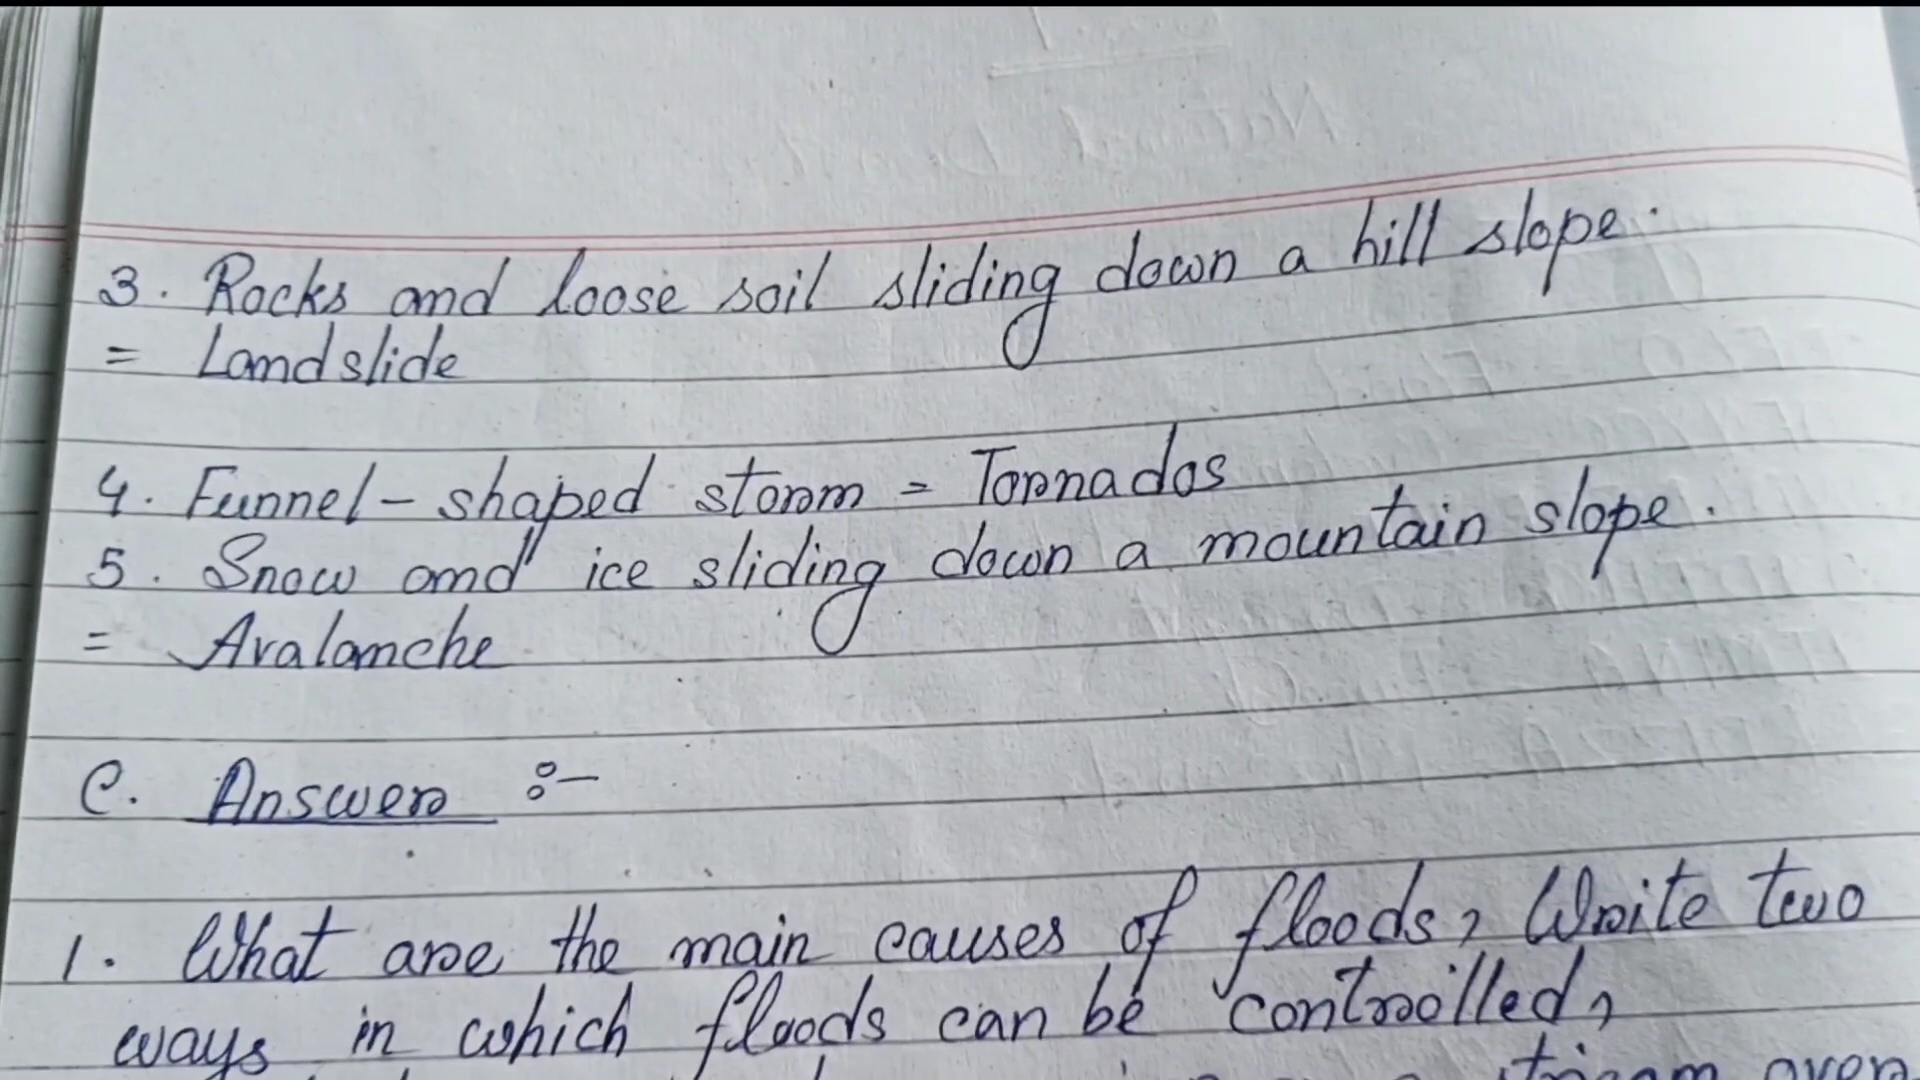 3. Rocks and loose soil sliding down a hill slope.
= Landslide
4. Funnel-shaped storm = Tornados
5. Snow and ice sliding down a mountain slope.
= Avalanche
C. Answer :-
1. What are the main causes of floods? Write two
ways in which floods can be controlled?